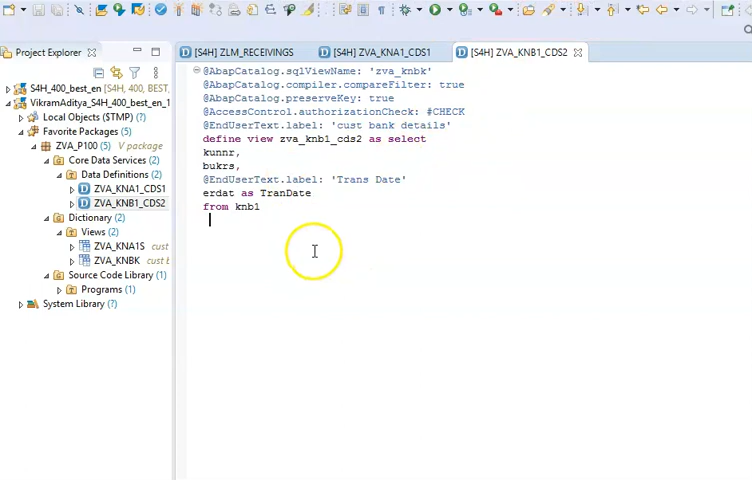 Project Explorer
S4H_400_best_en [S4H, 400, BEST,
VikramAditya_S4H_400_best_en_1
Local Objects ($TMP) (?)
Favorite Packages (5)
ZVA_P100 (5) V package
Core Data Services (2)
Data Definitions (2)
ZVA_KNA1_CDS1
ZVA_KNB1_CDS2
Dictionary (2)
Views (2)
ZVA_KNA1S cust
ZVA_KNBK cust b
Source Code Library (1)
Programs (1)
System Library (?)
[S4H] ZLM_RECEIVINGS
[S4H] ZVA_KNA1_CDS1
[S4H] ZVA_KNB1_CDS2
@AbapCatalog.sqlViewName: 'zva_knbk'
@AbapCatalog.compiler.compareFilter: true
@AbapCatalog.preserveKey: true
@AccessControl.authorizationCheck: #CHECK
@EndUserText.label: 'cust bank details'
define view zva_knb1_cds2 as select
kunnr,
bukrs,
@EndUserText.label: 'Trans Date'
erdat as TranDate
from knb1